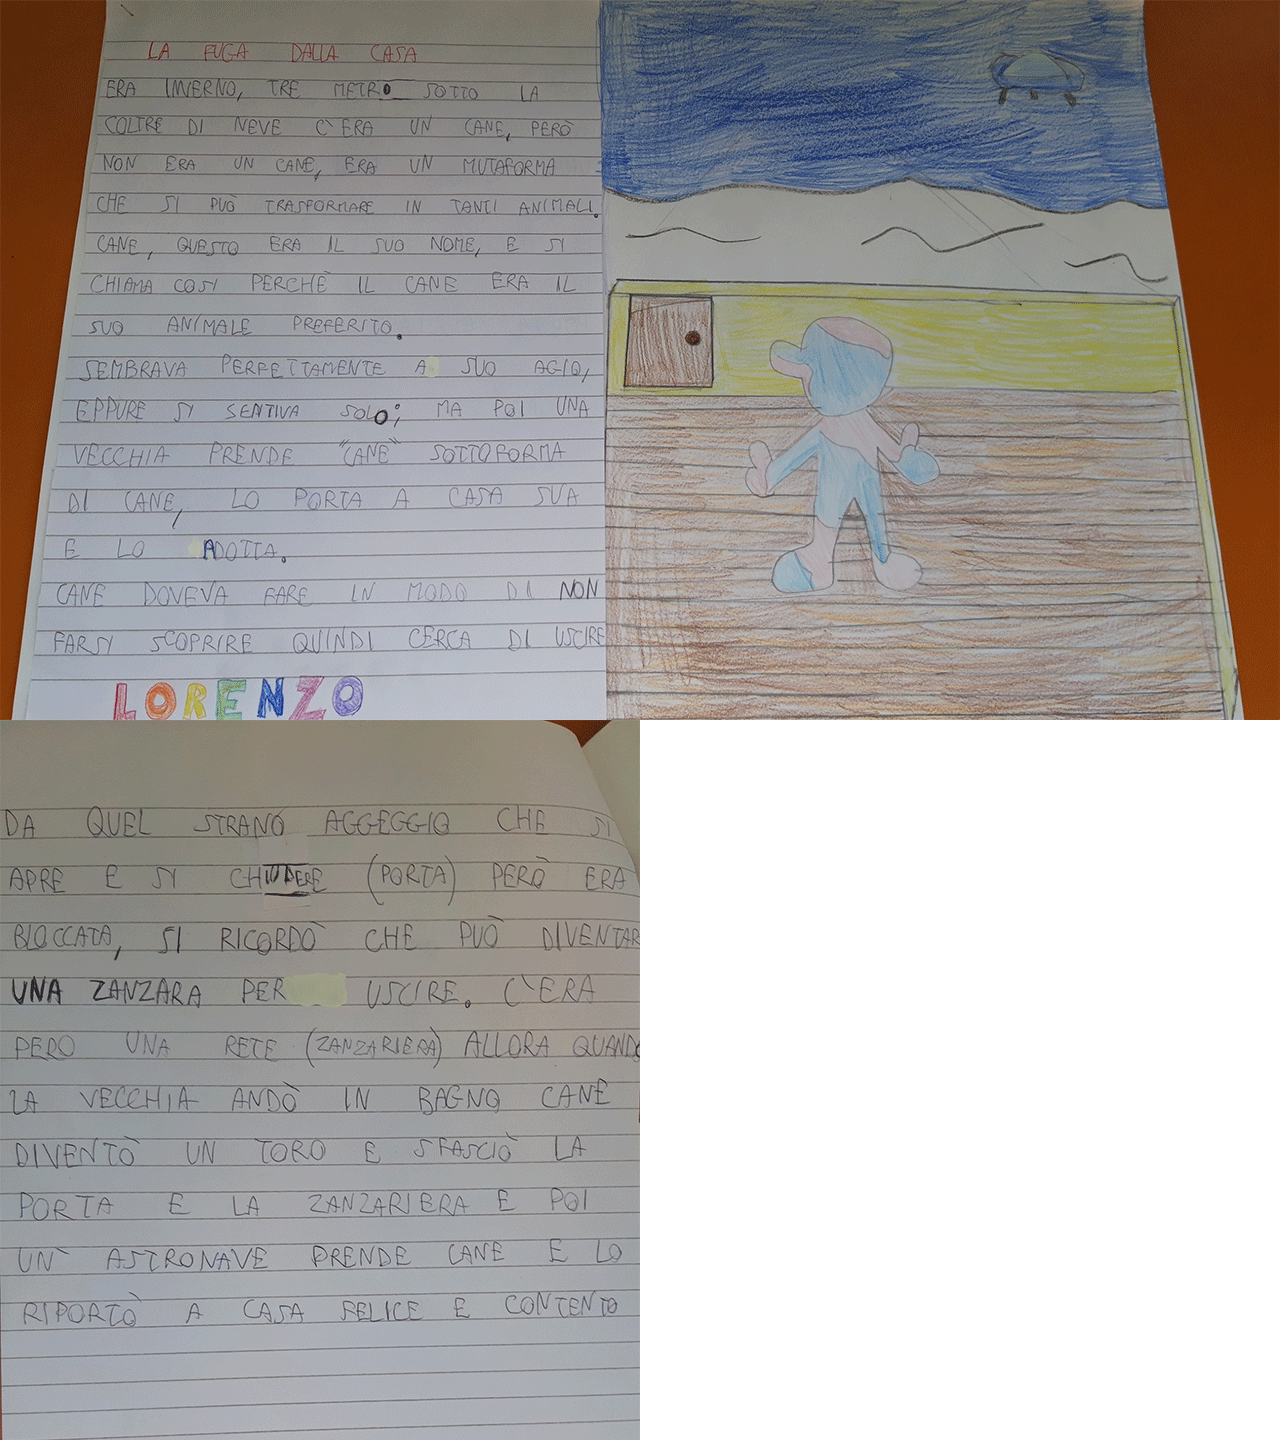 LA FUGA DALLA CASA
ERA INVERNO, TRE METRO SOTTO LA
COLTRE DI NEVE C'ERA UN CANE, PERÒ
NON ERA UN CANE, ERA UN MUTAFORMA
CHE SI PUÒ TRASFORMARE IN TANTI ANIMALI.
CANE, QUESTO ERA IL SUO NOME, E SI
CHIAMA COSI PERCHÈ IL CANE ERA IL
SUO ANIMALE PREFERITO.
SEMBRAVA PERFETTAMENTE A SUO AGIO,
EPPURE SI SENTIVA SOLO; MA POI UNA
VECCHIA PRENDE "CANE" SOTTOFORMA
DI CANE, LO PORTA A CASA SUA
E LO ADOTTA.
CANE DOVEVA FARE IN MODO DI NON
FARSI SCOPRIRE QUINDI CERCA DI USCIRE
LORENZO
DA QUEL STRANO AGGEGGIO CHE SI
APRE E SI CHIUDERE (PORTA) PERÒ ERA
BLOCCATA, SI RICORDÒ CHE PUÒ DIVENTAR
UNA ZANZARA PER USCIRE. C'ERA
PERO UNA RETE (ZANZARIERA) ALLORA QUANDO
LA VECCHIA ANDÒ IN BAGNO CANE
DIVENTÒ UN TORO E SFASCIÒ LA
PORTA E LA ZANZARIERA E POI
UN' ASTRONAVE PRENDE CANE E LO
RIPORTÒ A CASA FELICE E CONTENTO